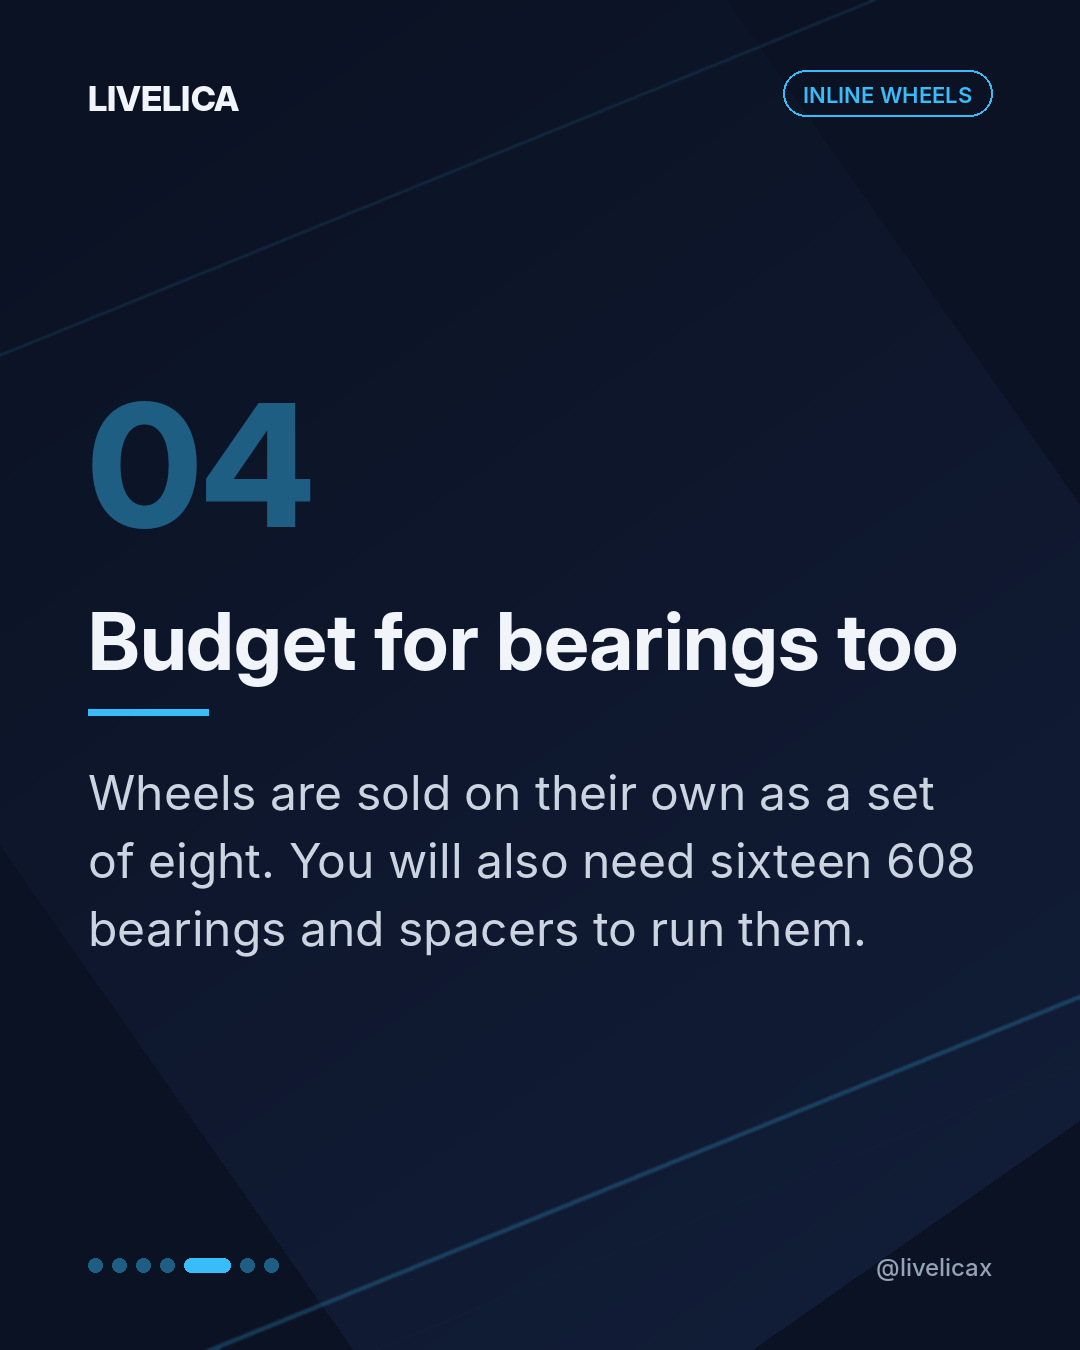 LIVELICA
INLINE WHEELS
04
Budget for bearings too
Wheels are sold on their own as a set
of eight. You will also need sixteen 608
bearings and spacers to run them.
@livelicax